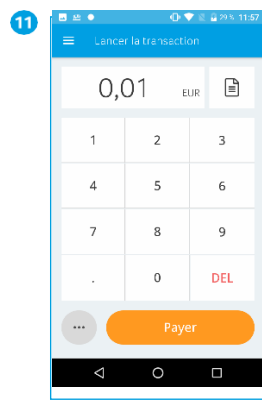 11
29% 11:57
Lancer la transaction
0,01 EUR
1 2 3
4 5 6
7 8 9
. 0 DEL
... Payer